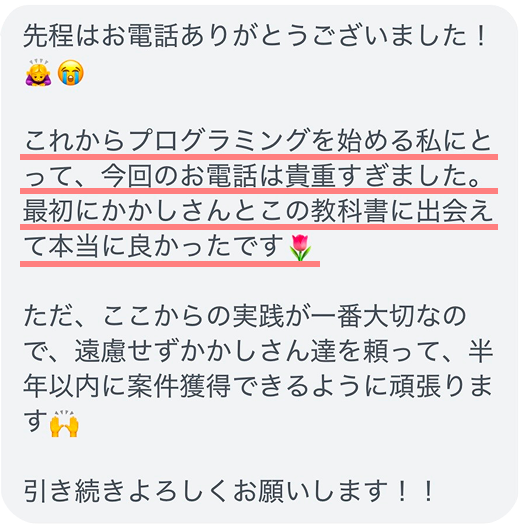 先程はお電話ありがとうございました！
🙇‍♀️😭
これからプログラミングを始める私にと
って、今回のお電話は貴重すぎました。
最初にかかしさんとこの教科書に出会え
て本当に良かったです🌷
ただ、ここからの実践が一番大切なの
で、遠慮せずかかしさん達を頼って、半
年以内に案件獲得できるように頑張りま
す🙌
引き続きよろしくお願いします！！